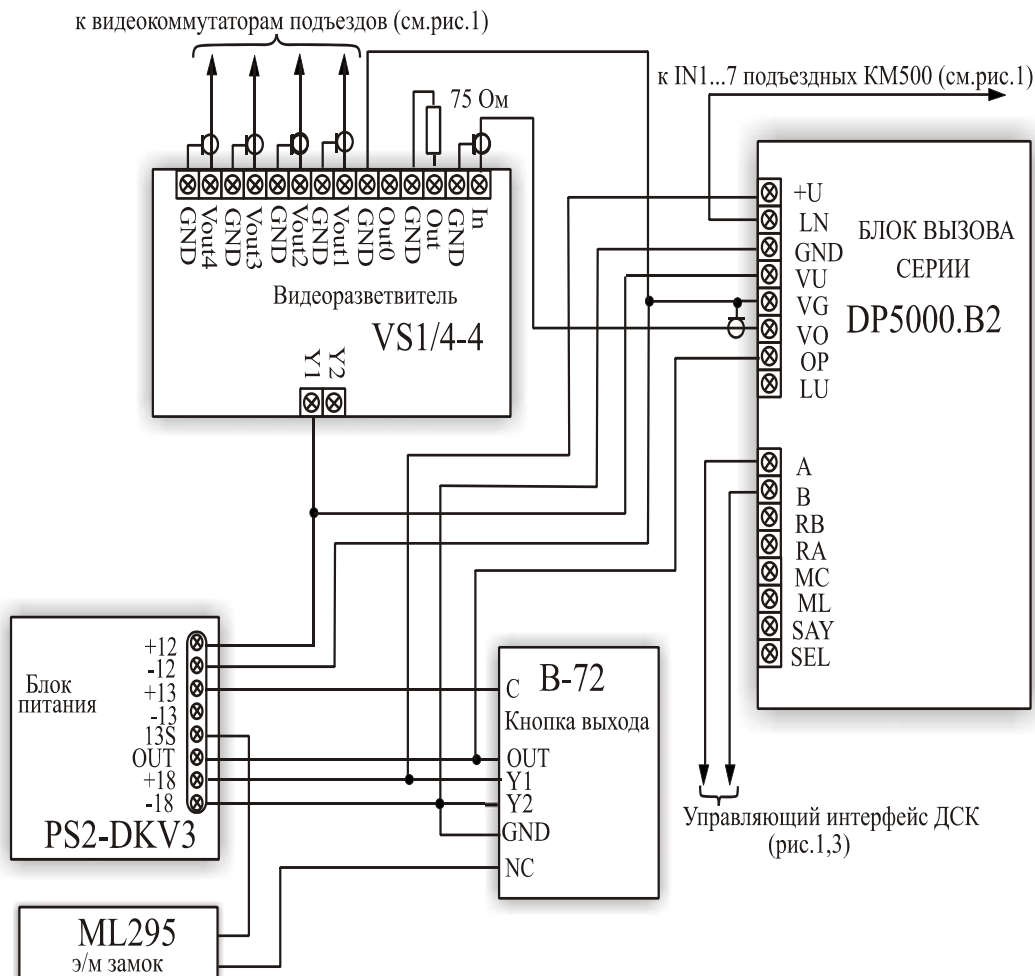 к видеокоммутаторам подъездов (см.рис.1)
75 Ом
к IN1...7 подъездных КМ500 (см.рис.1)
GND
Vout4
GND
Vout3
GND
Vout2
GND
Vout1
GND
Out0
GND
Out
GND
In
Видеоразветвитель
VS1/4-4
Y1
Y2
+U
LN
GND
VU
VG
VO
OP
LU
A
B
RB
RA
MC
ML
SAY
SEL
БЛОК ВЫЗОВА
СЕРИИ
DP5000.B2
Управляющий интерфейс ДСК
(рис.1,3)
Блок
питания
+12
-12
+13
-13
13S
OUT
+18
-18
PS2-DKV3
B-72
Кнопка выхода
C
OUT
Y1
Y2
GND
NC
ML295
э/м замок